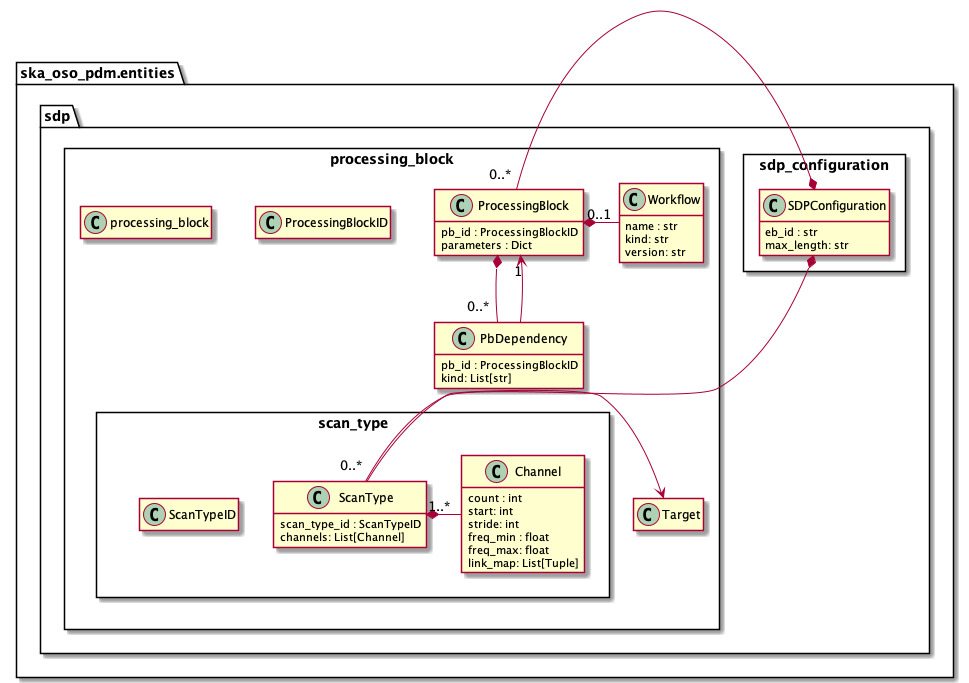 ska_oso_pdm.entities
sdp
processing_block
sdp_configuration
0..*
C processing_block
C ProcessingBlockID
C ProcessingBlock
pb_id : ProcessingBlockID
parameters : Dict
0..1
C Workflow
name : str
kind: str
version: str
C SDPConfiguration
eb_id : str
max_length: str
1
0..*
C PbDependency
pb_id : ProcessingBlockID
kind: List[str]
scan_type
0..*
C ScanTypeID
C ScanType
scan_type_id : ScanTypeID
channels: List[Channel]
1..*
C Channel
count : int
start: int
stride: int
freq_min : float
freq_max: float
link_map: List[Tuple]
C Target